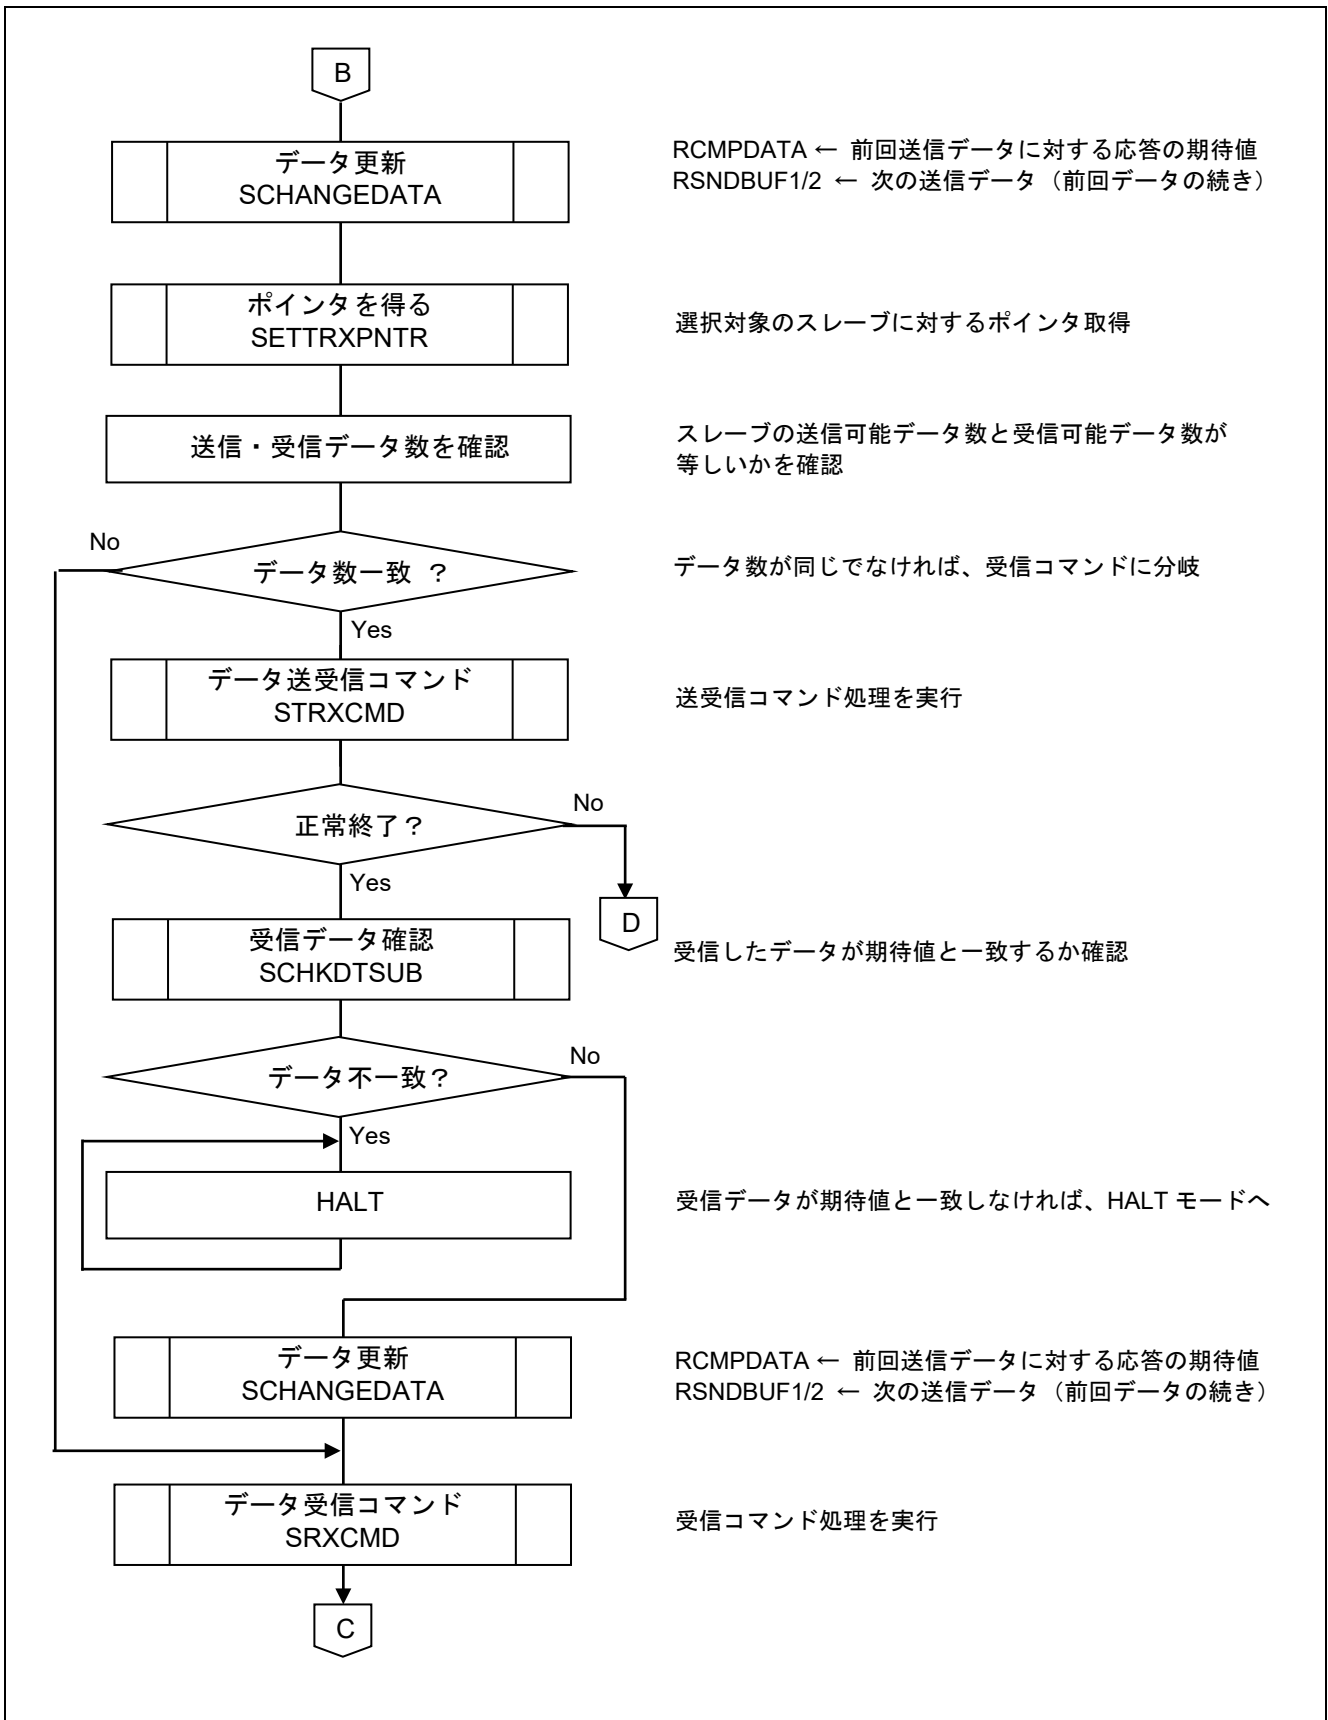 B
データ更新
SCHANGEDATA
RCMPDATA ← 前回送信データに対する応答の期待値
RSNDBUF1/2 ← 次の送信データ（前回データの続き）
ポインタを得る
SETTRXPNTR
選択対象のスレーブに対するポインタ取得
送信・受信データ数を確認
スレーブの送信可能データ数と受信可能データ数が
等しいかを確認
No
データ数一致 ？
データ数が同じでなければ、受信コマンドに分岐
Yes
データ送受信コマンド
STRXCMD
送受信コマンド処理を実行
正常終了？
No
Yes
D
受信データ確認
SCHKDTSUB
受信したデータが期待値と一致するか確認
データ不一致？
No
Yes
HALT
受信データが期待値と一致しなければ、HALT モードへ
データ更新
SCHANGEDATA
RCMPDATA ← 前回送信データに対する応答の期待値
RSNDBUF1/2 ← 次の送信データ（前回データの続き）
データ受信コマンド
SRXCMD
受信コマンド処理を実行
C